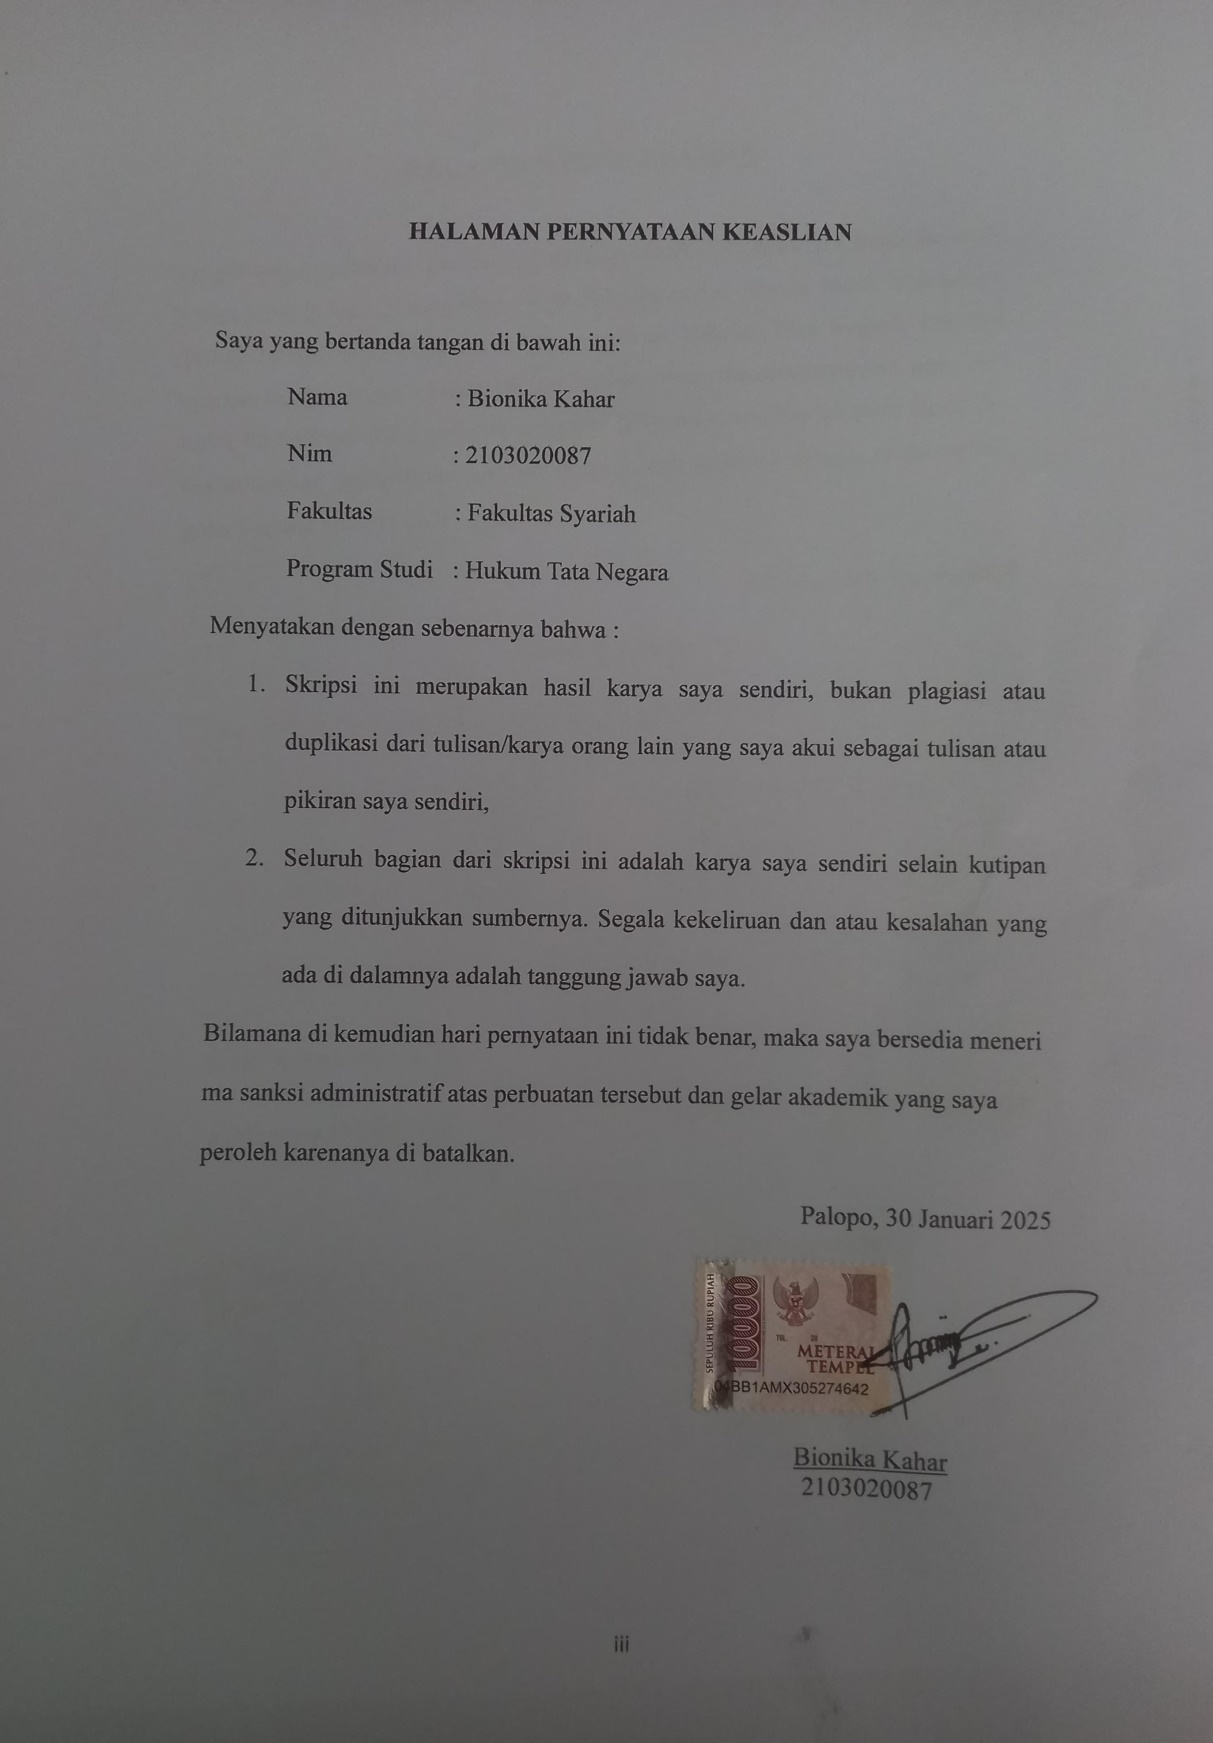 HALAMAN PERNYATAAN KEASLIAN
Saya yang bertanda tangan di bawah ini:
Nama : Bionika Kahar
Nim : 2103020087
Fakultas : Fakultas Syariah
Program Studi : Hukum Tata Negara
Menyatakan dengan sebenarnya bahwa :
1. Skripsi ini merupakan hasil karya saya sendiri, bukan plagiasi atau
duplikasi dari tulisan/karya orang lain yang saya akui sebagai tulisan atau
pikiran saya sendiri,
2. Seluruh bagian dari skripsi ini adalah karya saya sendiri selain kutipan
yang ditunjukkan sumbernya. Segala kekeliruan dan atau kesalahan yang
ada di dalamnya adalah tanggung jawab saya.
Bilamana di kemudian hari pernyataan ini tidak benar, maka saya bersedia meneri
ma sanksi administratif atas perbuatan tersebut dan gelar akademik yang saya
peroleh karenanya di batalkan.
Palopo, 30 Januari 2025
SEPULUH RIBU RUPIAH
10000
METERAI
TEMPEL
BB1AMX305274642
Bionika Kahar
2103020087
iii